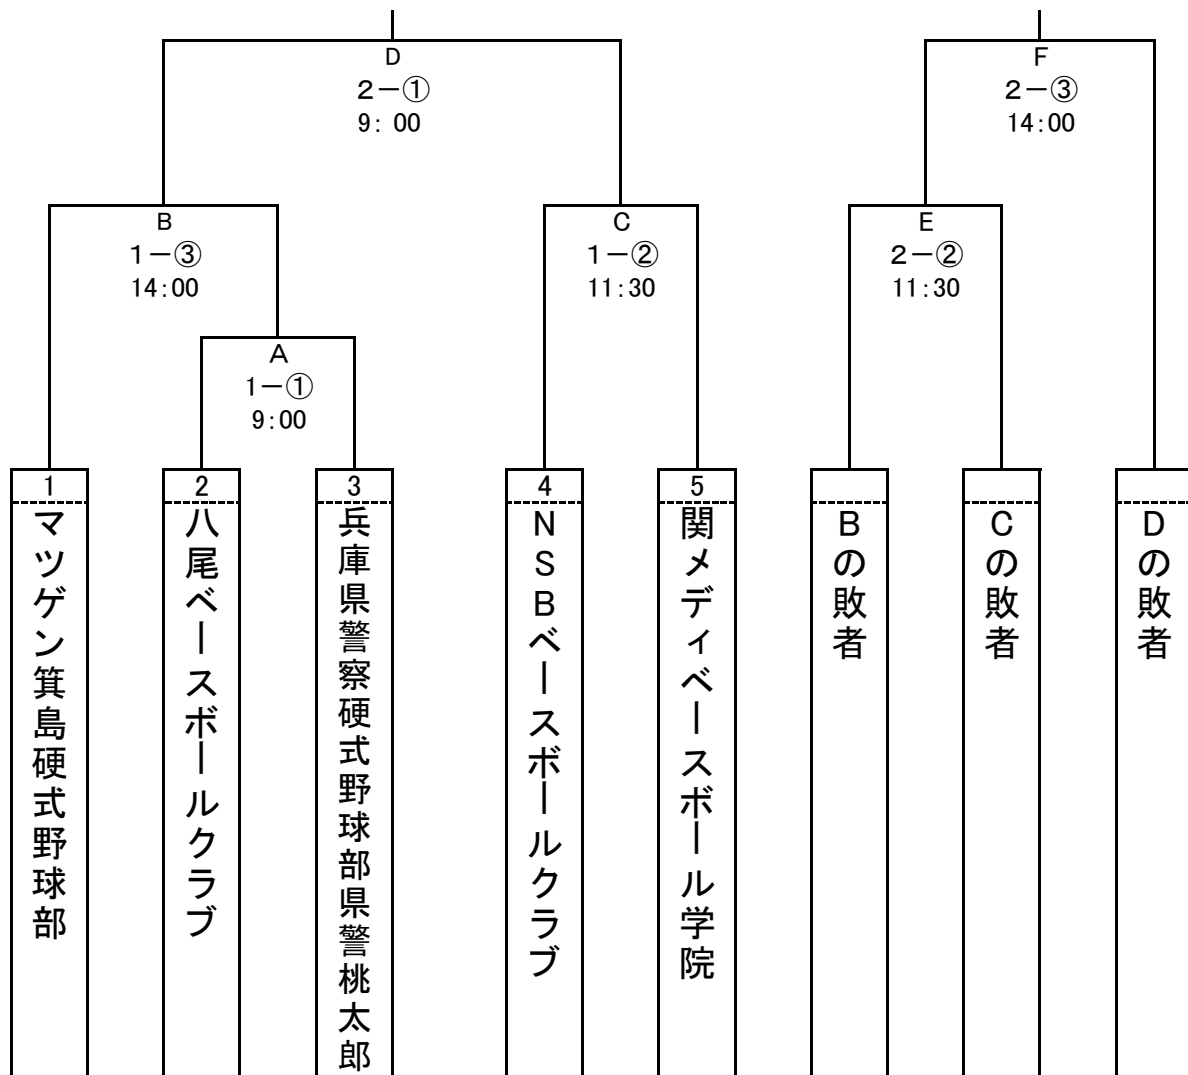 D
2－①
9：00
F
2－③
14：00
B
1－③
14：00
C
1－②
11：30
E
2－②
11：30
A
1－①
9：00
1
マツゲン箕島硬式野球部
2
八尾ベースボールクラブ
3
兵庫県警察硬式野球部県警桃太郎
4
NSBベースボールクラブ
5
関メディベースボール学院
Bの敗者
Cの敗者
Dの敗者